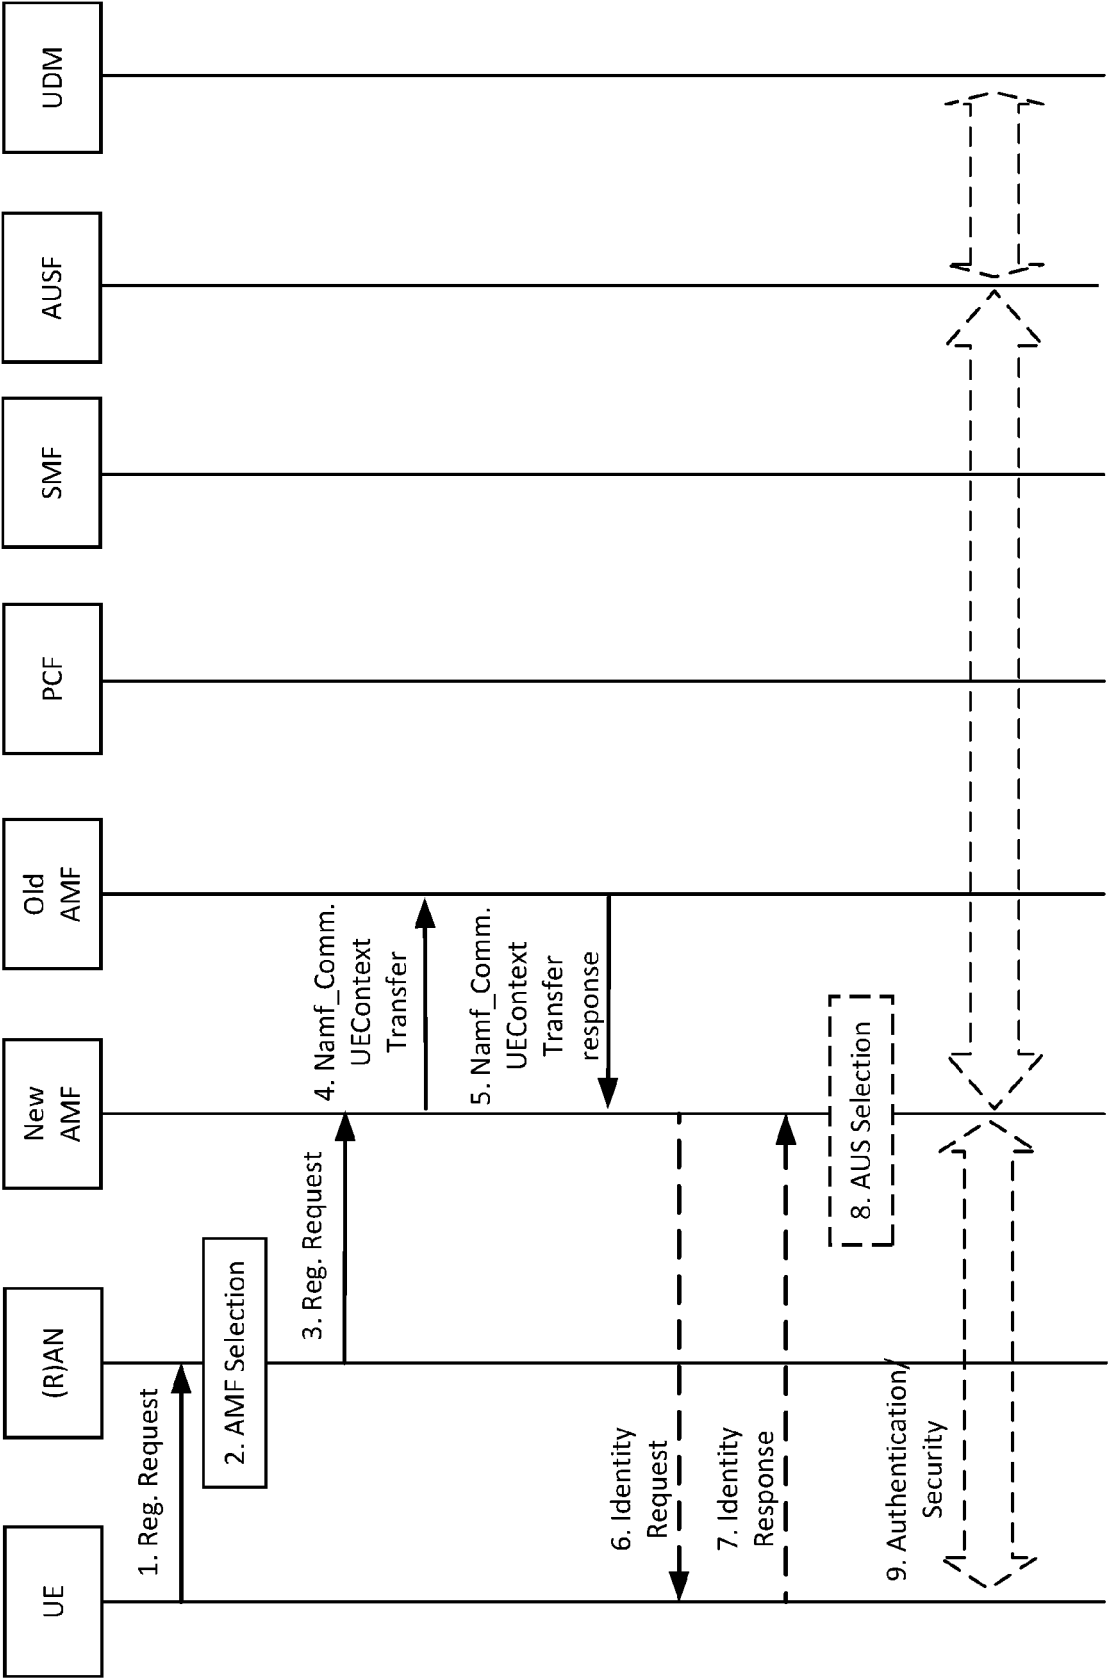 UE
(R)AN
New
AMF
Old
AMF
PCF
SMF
AUSF
UDM
1. Reg. Request
2. AMF Selection
3. Reg. Request
4. Namf_Comm.
UEContext
Transfer
5. Namf_Comm.
UEContext
Transfer
response
6. Identity
Request
7. Identity
Response
8. AUS Selection
9. Authentication/
Security